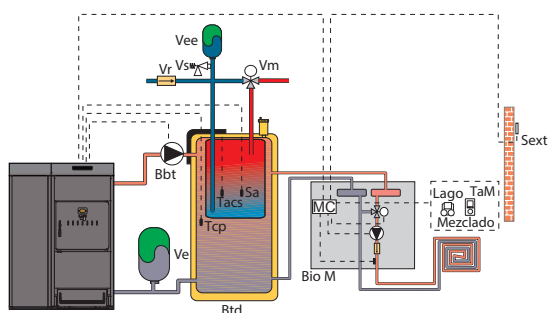 Vee
Vs
Vr
Vm
Bbt
Sa
Tacs
Tcp
Ve
Btd
MC
Bio M
Lago
TaM
Mezclado
Sext